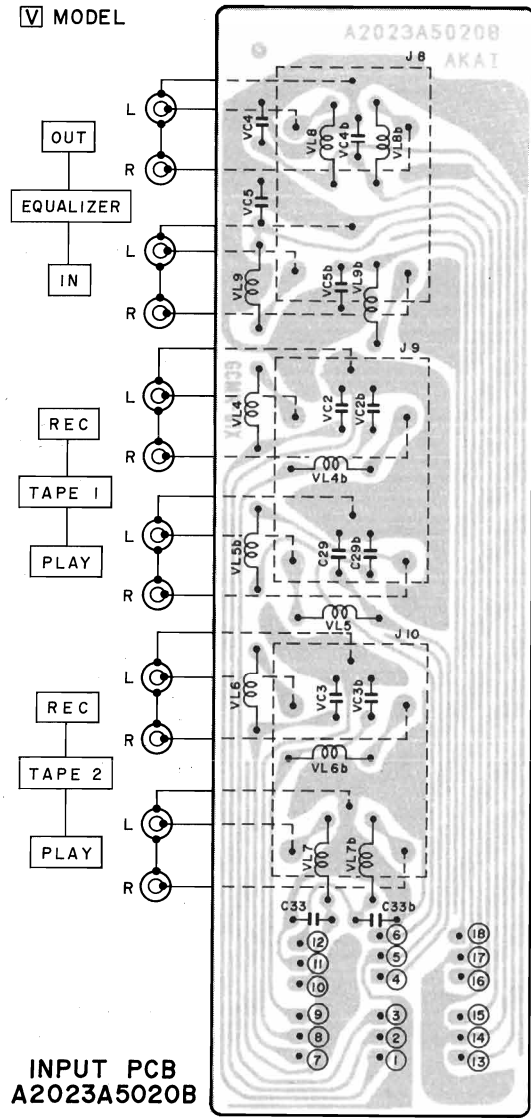 V MODEL
A2023A5020B
AKAI
J8
L
OUT
R
VC4
VL8
VC4b
VL8b
EQUALIZER
VC5
L
IN
R
VL9
VC5b
VL9b
J9
L
REC
R
VL4
VC2
VC2b
VL4b
TAPE 1
L
PLAY
R
VL5b
C29
C29b
VL5
J10
L
REC
R
VL6
VC3
VC3b
VL6b
TAPE 2
L
PLAY
R
VL7
VL7b
C33
C33b
12 6 18
11 5 17
10 4 16
9 3 15
8 2 14
7 1 13
INPUT PCB
A2023A5020B